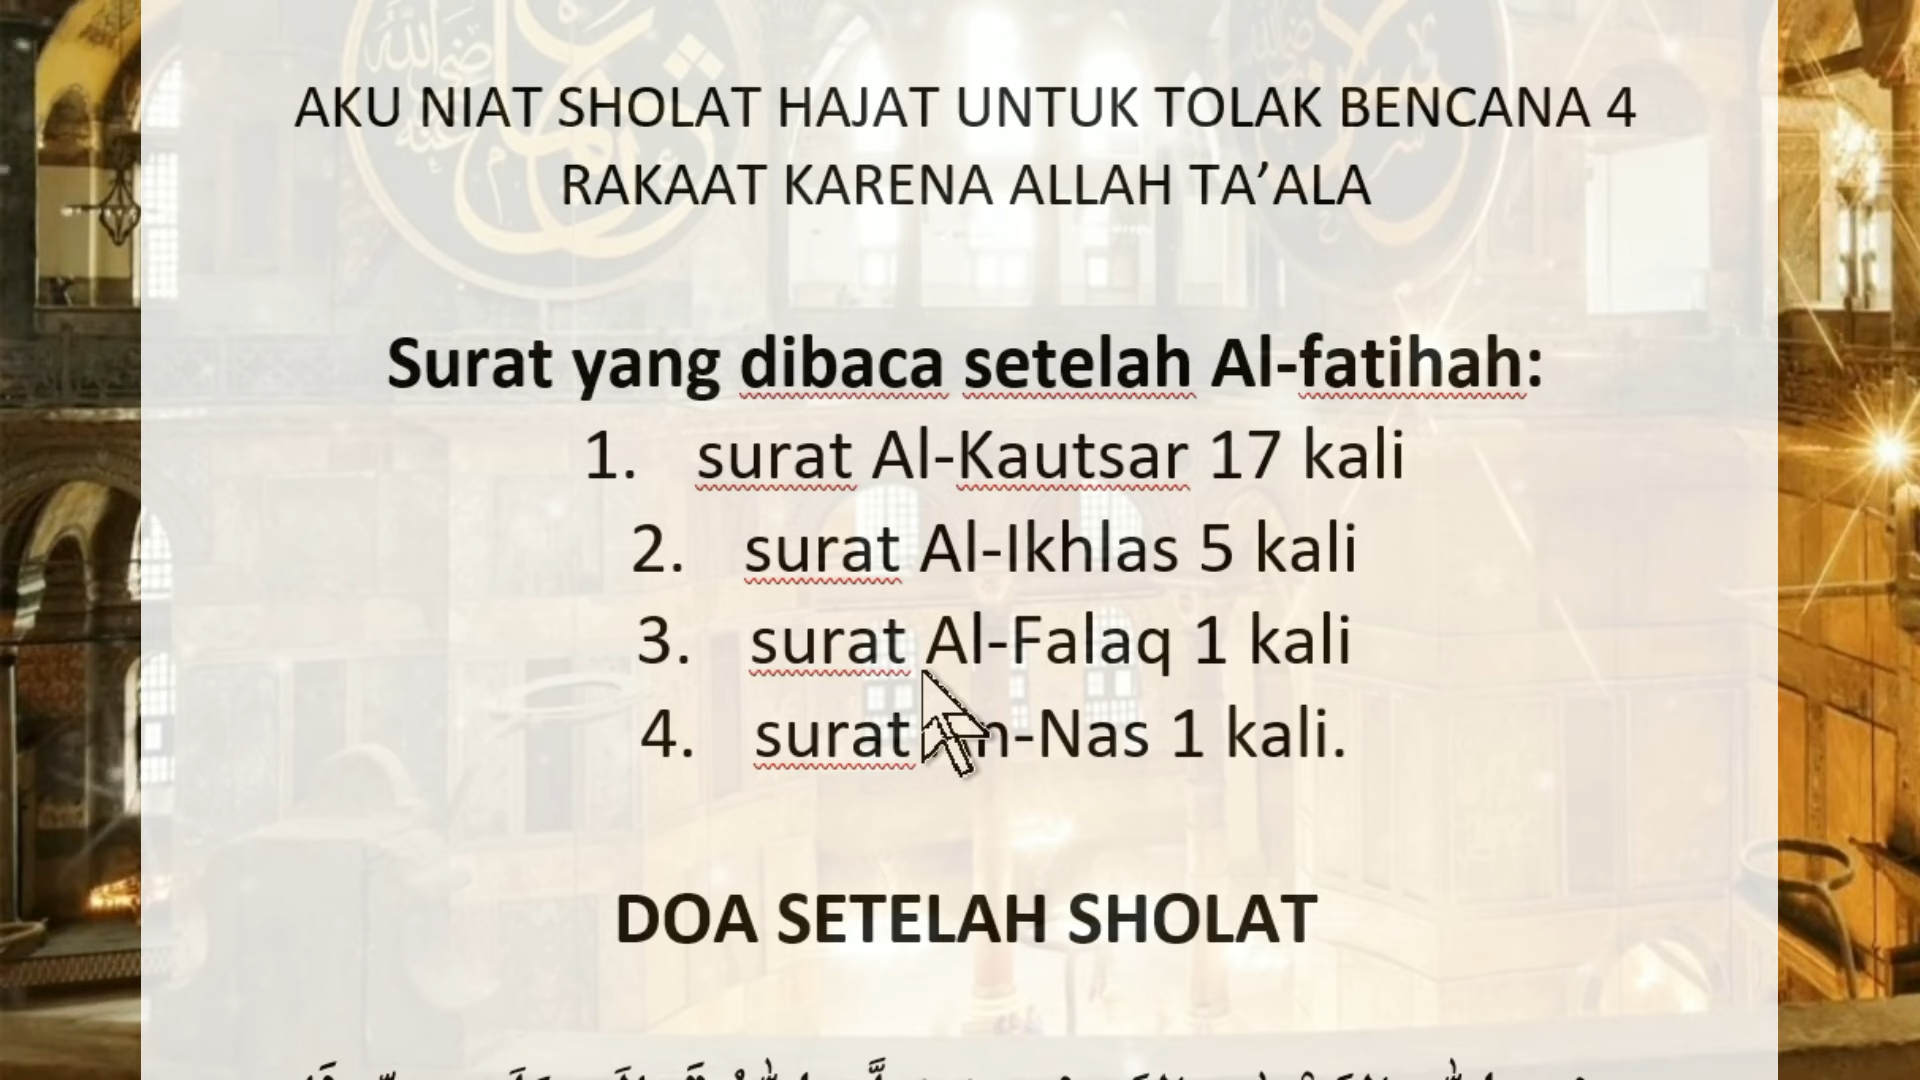 AKU NIAT SHOLAT HAJAT UNTUK TOLAK BENCANA 4
RAKAAT KARENA ALLAH TA’ALA
Surat yang dibaca setelah Al-fatihah:
1. surat Al-Kautsar 17 kali
2. surat Al-Ikhlas 5 kali
3. surat Al-Falaq 1 kali
4. surat n-Nas 1 kali.
DOA SETELAH SHOLAT